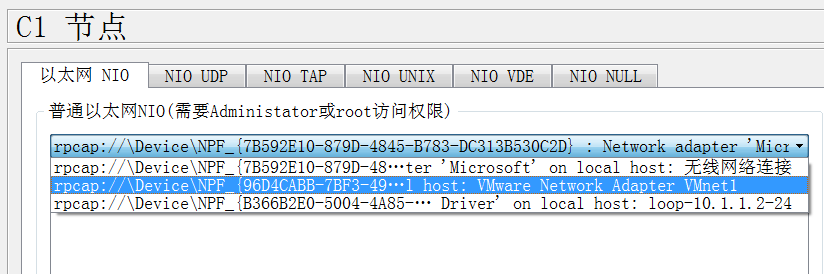 C1 节点
以太网 NIO NIO UDP NIO TAP NIO UNIX NIO VDE NIO NULL
普通以太网NIO(需要Administator或root访问权限)
rpcap://\Device\NPF_{7B592E10-879D-4845-B783-DC313B530C2D} : Network adapter 'Micr
rpcap://\Device\NPF_{7B592E10-879D-48…ter 'Microsoft' on local host: 无线网络连接
rpcap://\Device\NPF_{96D4CABB-7BF3-49…l host: VMware Network Adapter VMnet1
rpcap://\Device\NPF_{B366B2E0-5004-4A85-… Driver' on local host: loop-10.1.1.2-24